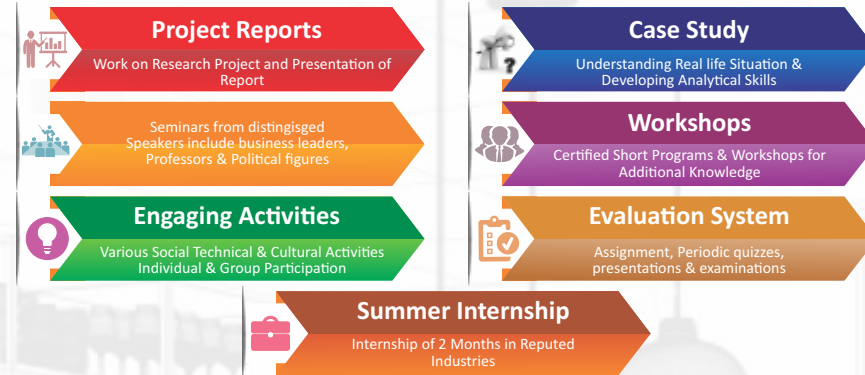 Project Reports
Work on Research Project and Presentation of
Report
Case Study
Understanding Real life Situation &
Developing Analytical Skills
Seminars from distingisged
Speakers include business leaders,
Professors & Political figures
Workshops
Certified Short Programs & Workshops for
Additional Knowledge
Engaging Activities
Various Social Technical & Cultural Activities
Individual & Group Participation
Evaluation System
Assignment, Periodic quizzes,
presentations & examinations
Summer Internship
Internship of 2 Months in Reputed
Industries